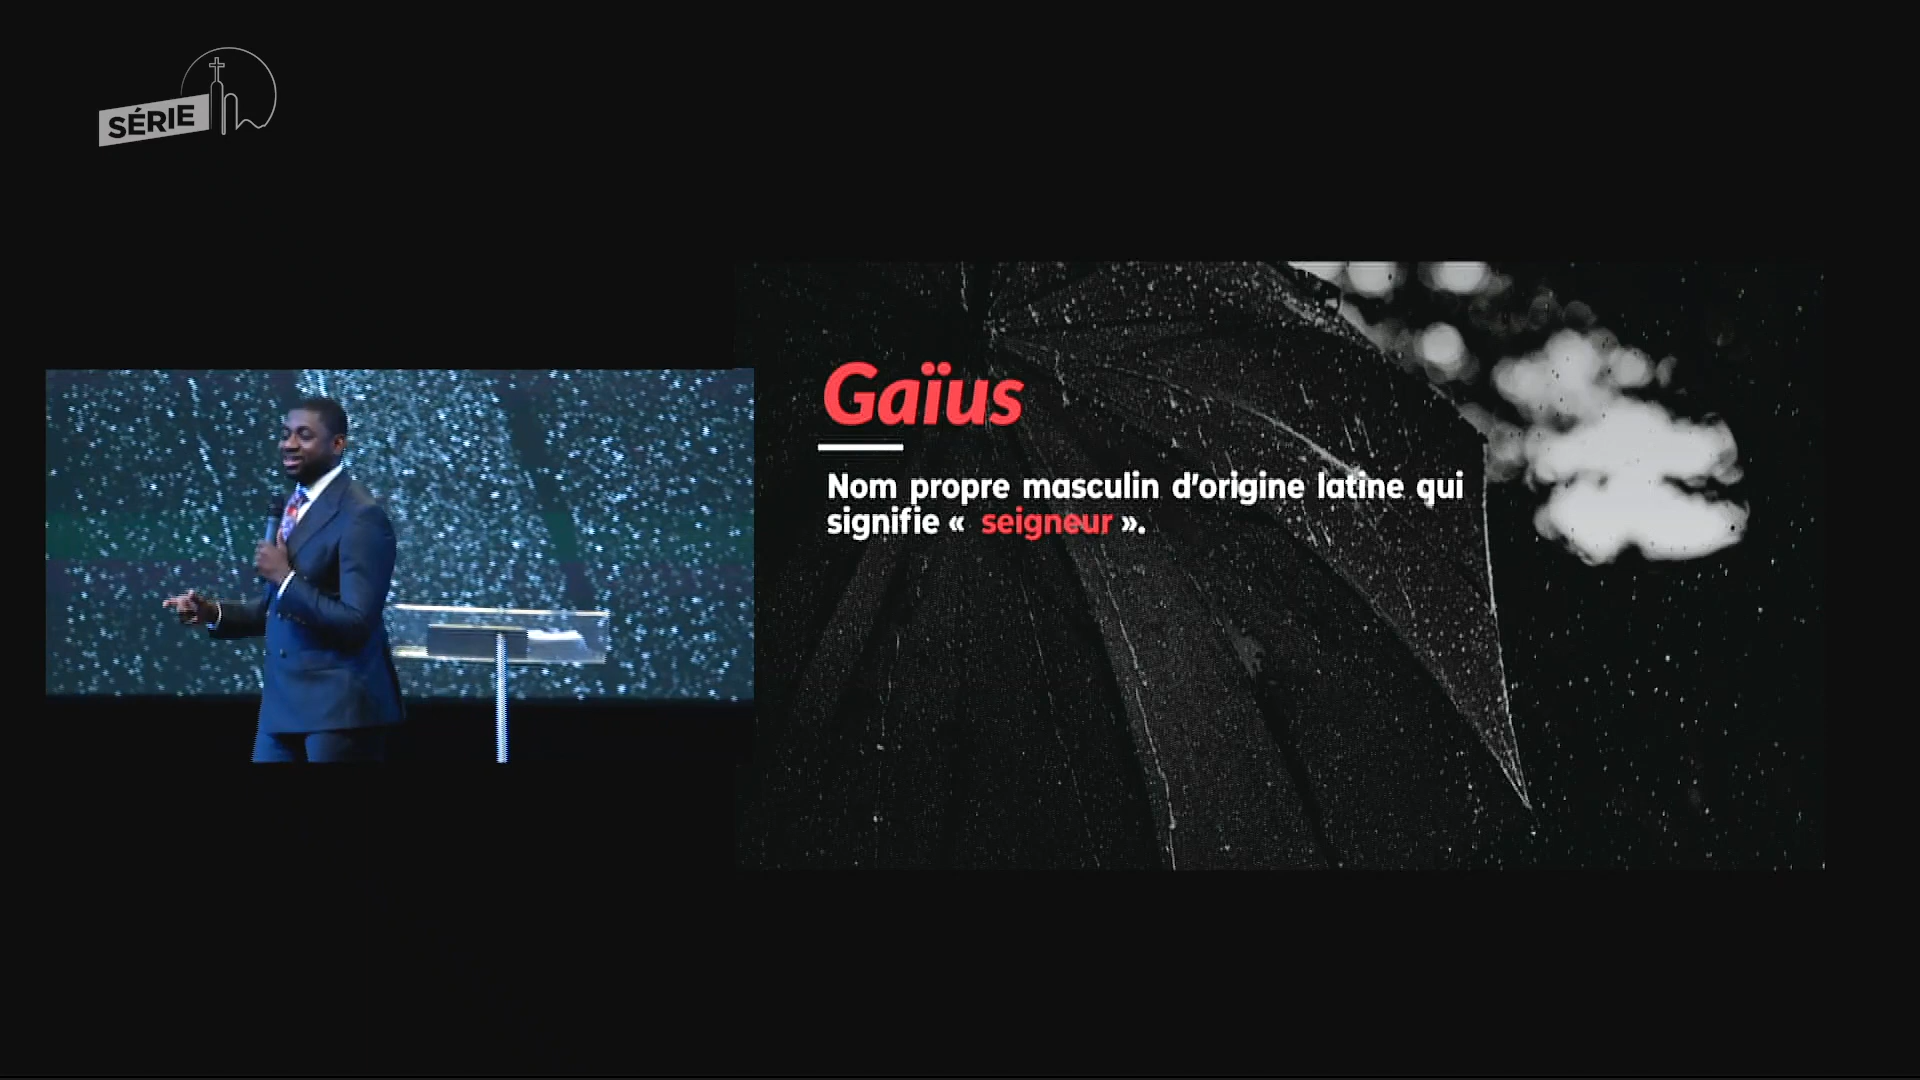 SÉRIE
Gaïus
Nom propre masculin d'origine latine qui
signifie « seigneur ».